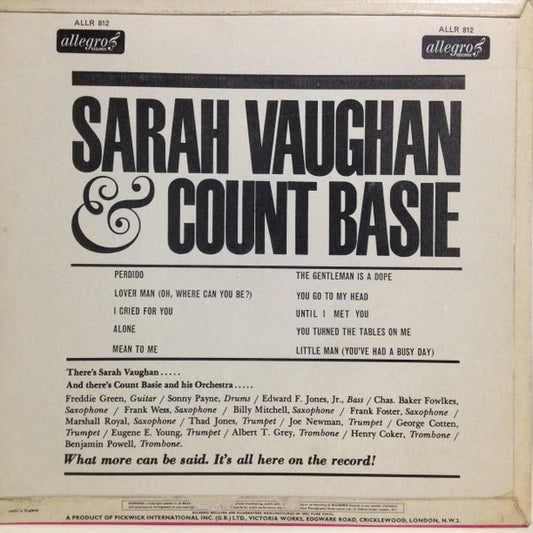 ALLR 812
ALLR 812
allegro
RECORDS
allegro
RECORDS
SARAH VAUGHAN
& COUNT BASIE
PERDIDO
LOVER MAN (OH, WHERE CAN YOU BE?)
I CRIED FOR YOU
ALONE
MEAN TO ME
THE GENTLEMAN IS A DOPE
YOU GO TO MY HEAD
UNTIL I MET YOU
YOU TURNED THE TABLES ON ME
LITTLE MAN (YOU'VE HAD A BUSY DAY)
There's Sarah Vaughan.....
And there's Count Basie and his Orchestra.....
Freddie Green, Guitar / Sonny Payne, Drums / Edward F. Jones, Jr., Bass / Chas. Baker Fowlkes,
Saxophone / Frank Wess, Saxophone / Billy Mitchell, Saxophone / Frank Foster, Saxophone /
Marshall Royal, Saxophone / Thad Jones, Trumpet / Joe Newman, Trumpet / George Cotten,
Trumpet / Eugene E. Young, Trumpet / Albert T. Grey, Trombone / Henry Coker, Trombone /
Benjamin Powell, Trombone.
What more can be said. It's all here on the record!
Made in England
A PRODUCT OF PICKWICK INTERNATIONAL INC. (G.B.) LTD., VICTORIA WORKS, EDGWARE ROAD, CRICKLEWOOD, LONDON, N.W.2.